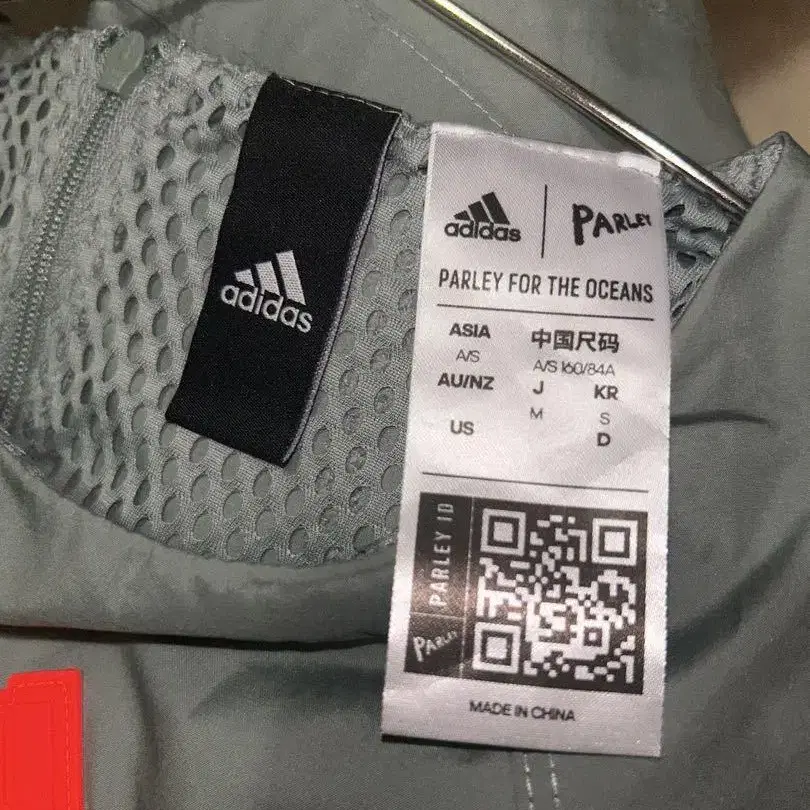 adidas
adidas | PARLEY
PARLEY FOR THE OCEANS
ASIA 中国尺码
A/S A/S 160/84A
AU/NZ J KR
M S
US D
PARLEY ID
PARLEY
MADE IN CHINA